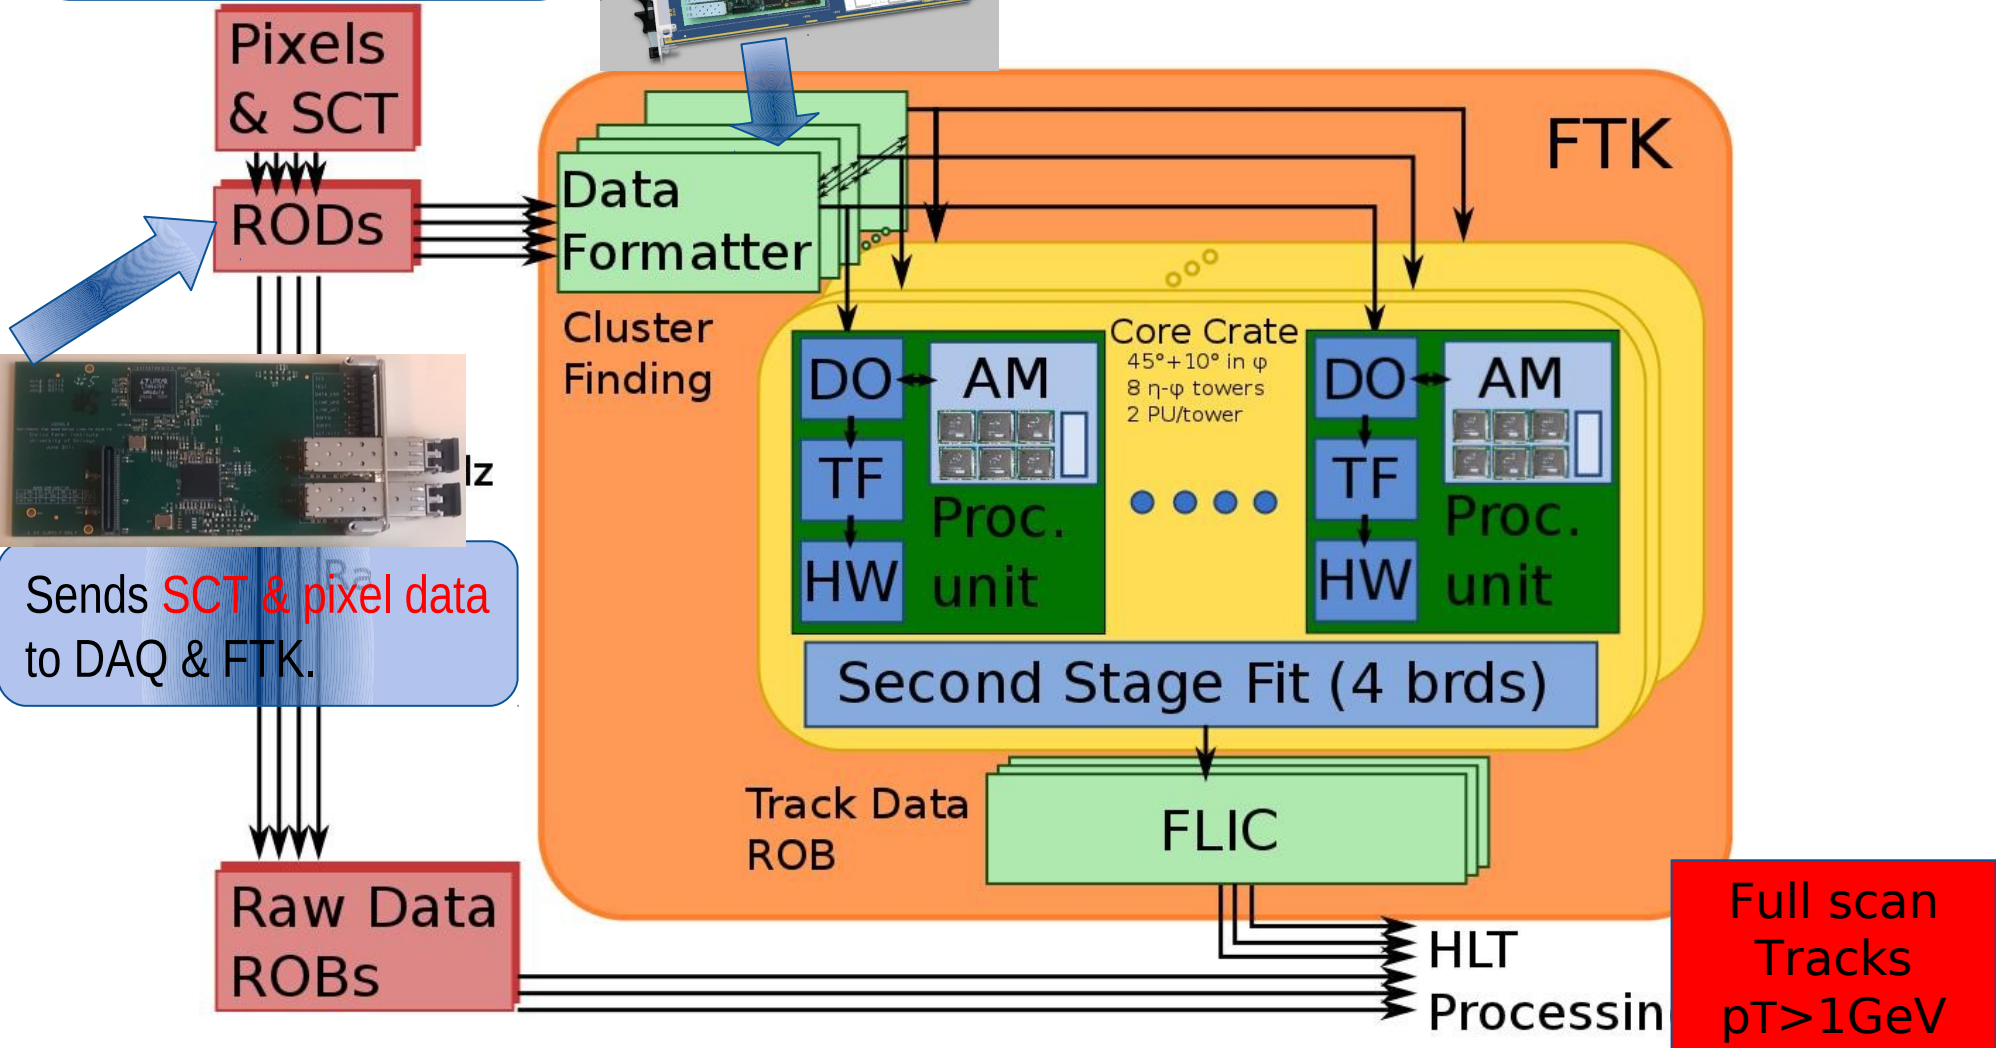 Pixels
& SCT
RODs
Data
Formatter
Cluster
Finding
FTK
Core Crate
45°+10° in φ
8 η-φ towers
2 PU/tower
DO
AM
TF
HW
Proc.
unit
DO
AM
TF
HW
Proc.
unit
Second Stage Fit (4 brds)
Track Data
ROB
FLIC
lz
Ra
Sends SCT & pixel data
to DAQ & FTK.
Raw Data
ROBs
HLT
Processin
Full scan
Tracks
pT>1GeV